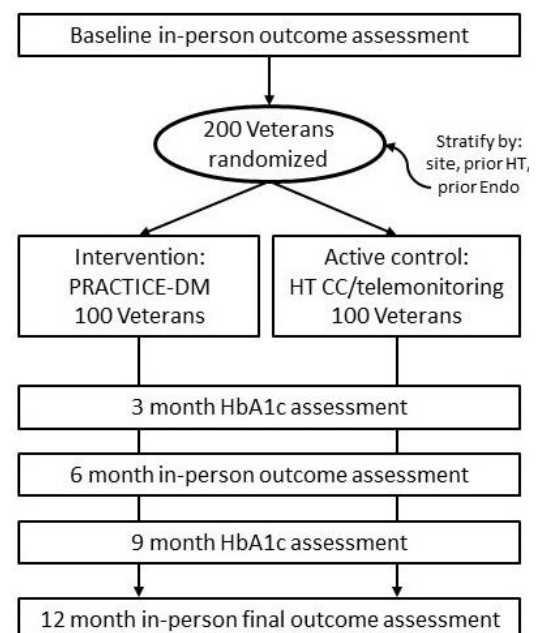 Baseline in-person outcome assessment
200 Veterans
randomized
Stratify by:
site, prior HT,
prior Endo
Intervention:
PRACTICE-DM
100 Veterans
Active control:
HT CC/telemonitoring
100 Veterans
3 month HbA1c assessment
6 month in-person outcome assessment
9 month HbA1c assessment
12 month in-person final outcome assessment